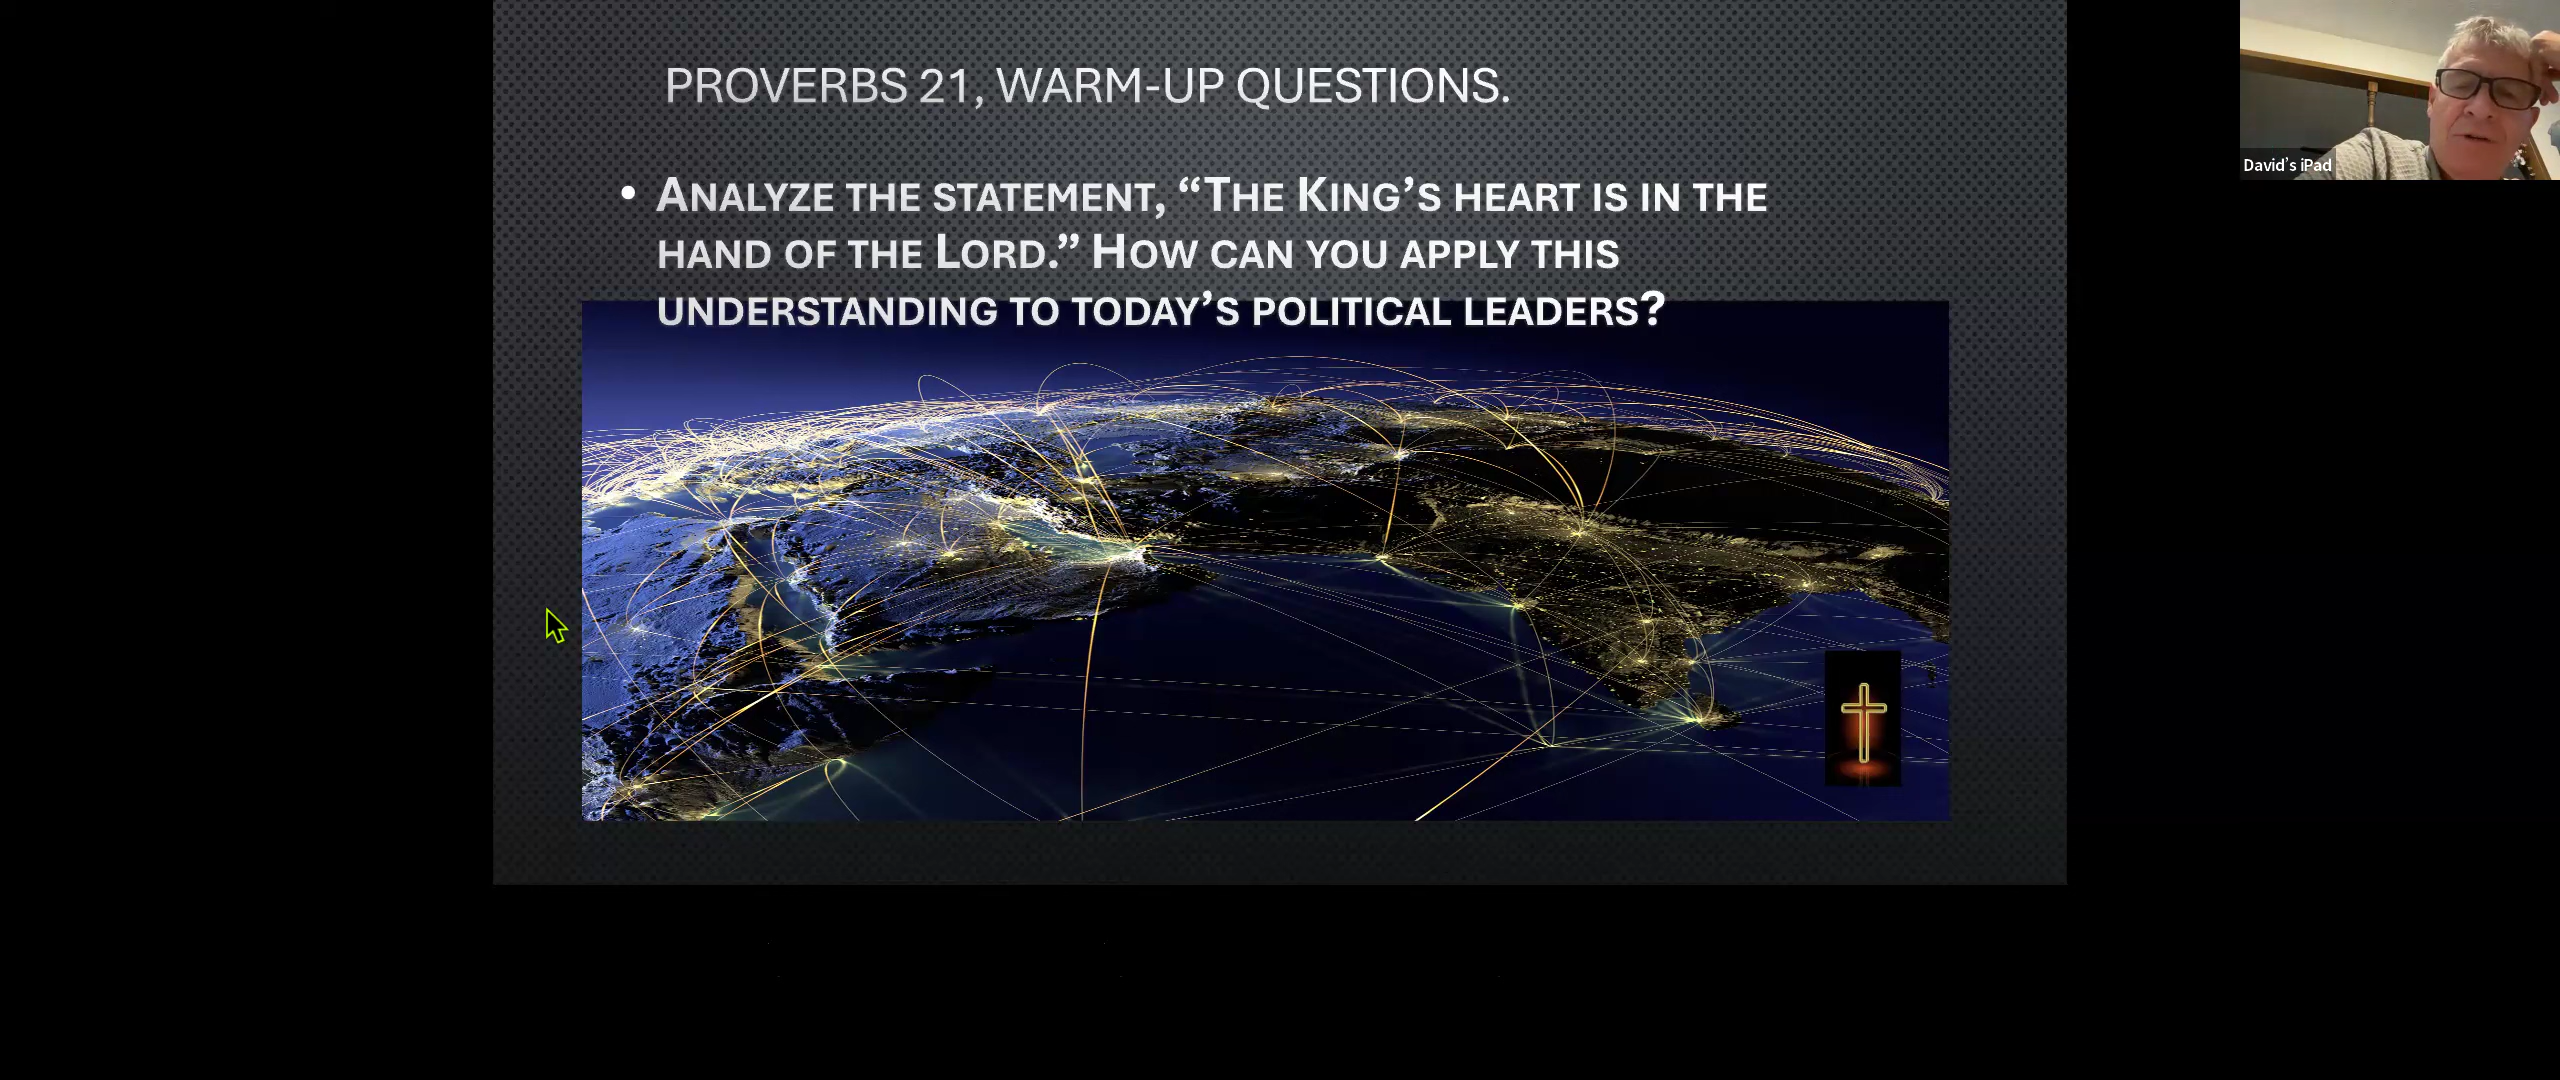 PROVERBS 21, WARM-UP QUESTIONS.
• ANALYZE THE STATEMENT, “THE KING’S HEART IS IN THE
HAND OF THE LORD.” HOW CAN YOU APPLY THIS
UNDERSTANDING TO TODAY’S POLITICAL LEADERS?
David’s iPad